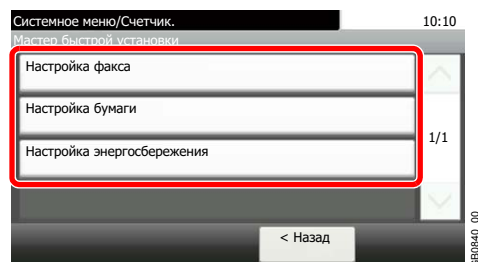 Системное меню/Счетчик. 10:10
Мастер быстрой установки
Настройка факса
Настройка бумаги
1/1
Настройка энергосбережения
< Назад
GB0840_00